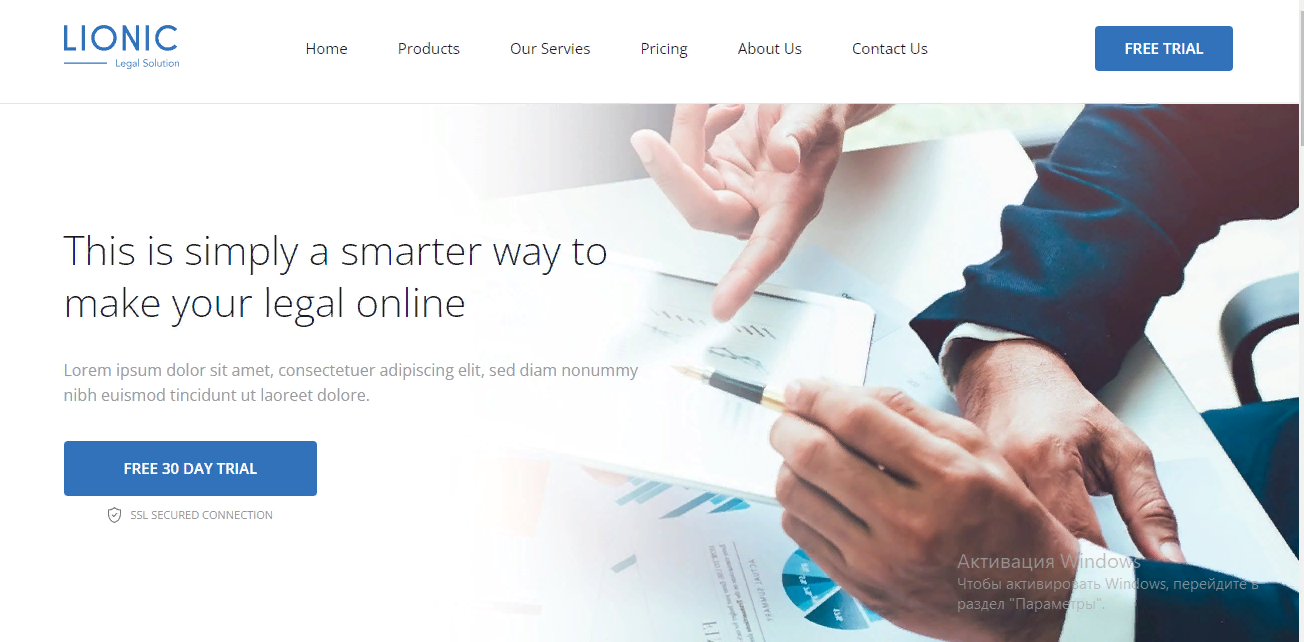 LIONIC
Legal Solution
Home
Products
Our Servies
Pricing
About Us
Contact Us
FREE TRIAL
This is simply a smarter way to
make your legal online
Lorem ipsum dolor sit amet, consectetuer adipiscing elit, sed diam nonummy
nibh euismod tincidunt ut laoreet dolore.
FREE 30 DAY TRIAL
SSL SECURED CONNECTION
Активация Windows
Чтобы активировать Windows, перейдите в
раздел "Параметры".